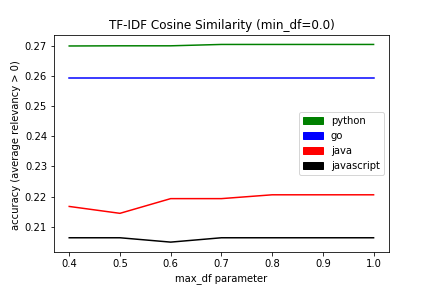 TF-IDF Cosine Similarity (min_df=0.0)
accuracy (average relevancy > 0)
0.27
0.26
0.25
0.24
0.23
0.22
0.21
python
go
java
javascript
0.4 0.5 0.6 0.7 0.8 0.9 1.0
max_df parameter